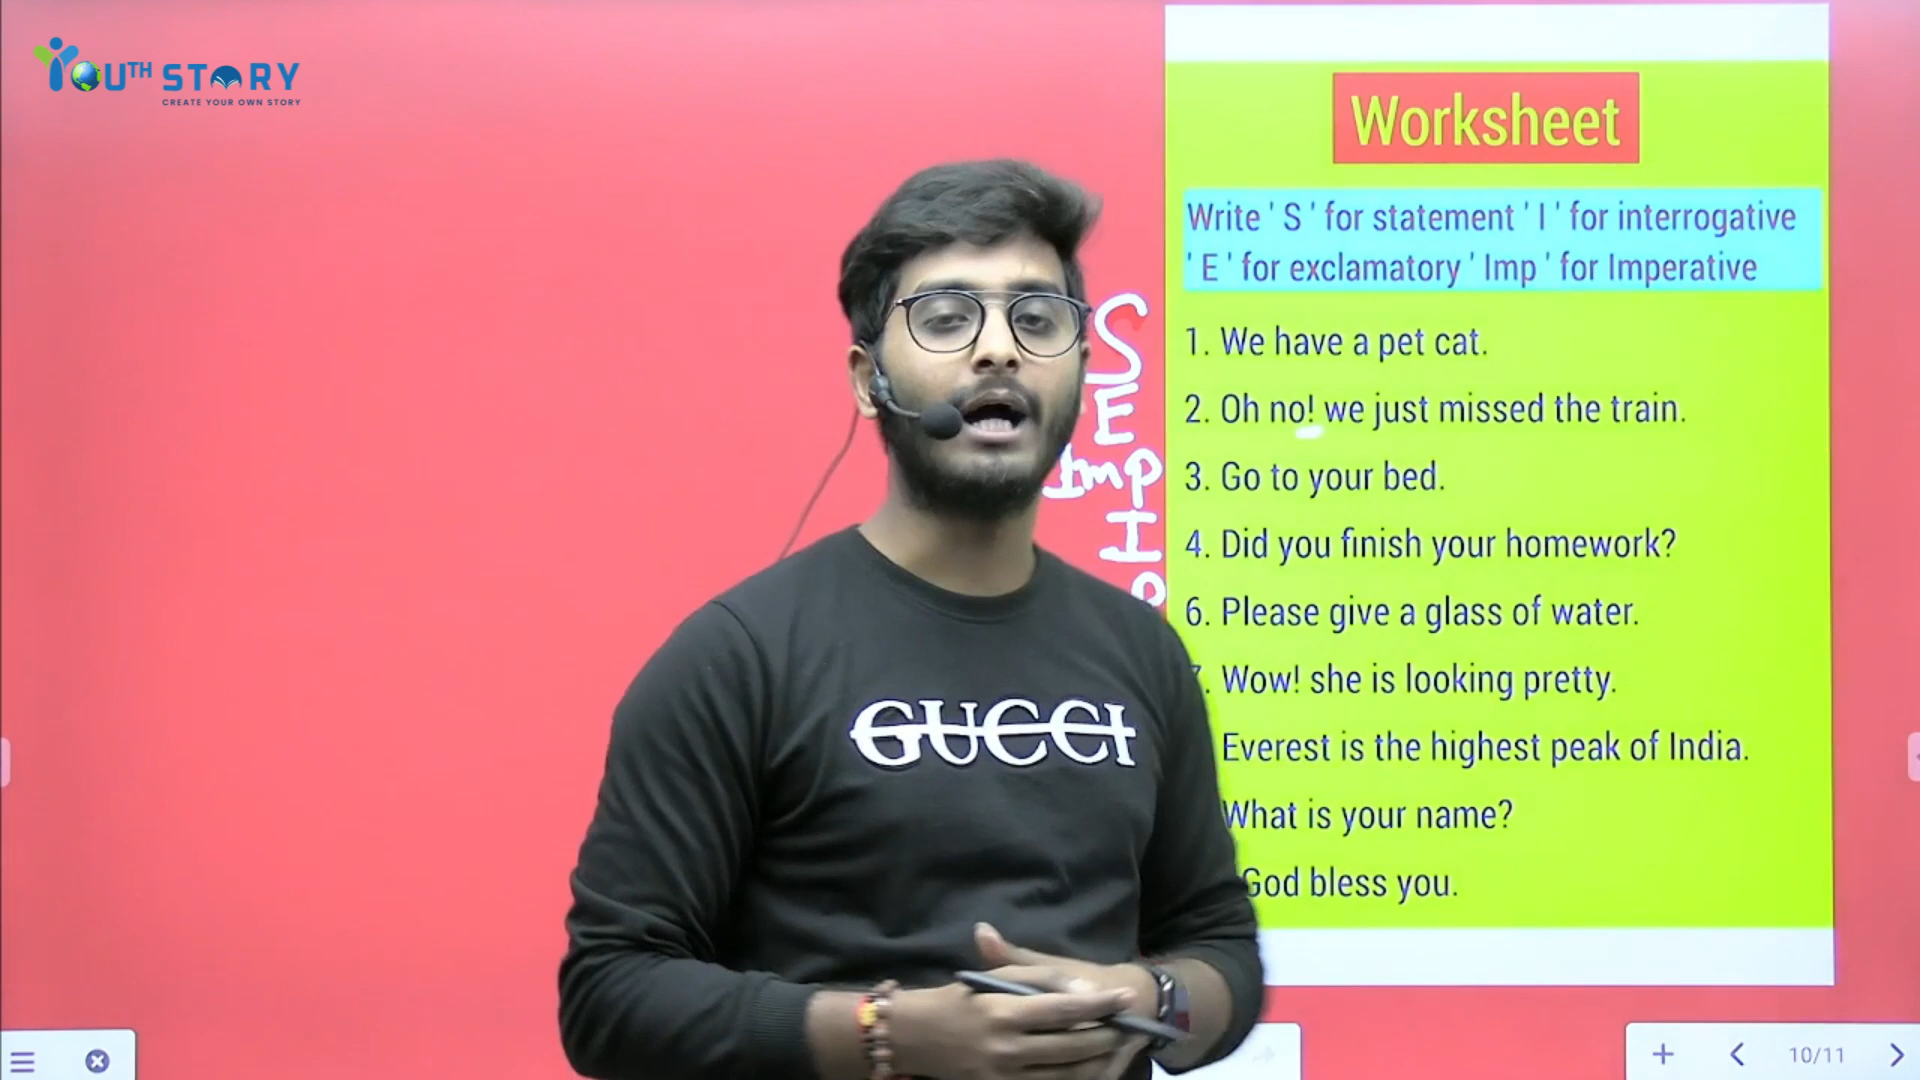 YOUTH STORY
CREATE YOUR OWN STORY
Worksheet
Write ' S ' for statement ' I ' for interrogative
' E ' for exclamatory ' Imp ' for Imperative
S
1. We have a pet cat.
E
2. Oh no! we just missed the train.
Imp
3. Go to your bed.
I
4. Did you finish your homework?
6. Please give a glass of water.
7. Wow! she is looking pretty.
Everest is the highest peak of India.
What is your name?
God bless you.
GUCCI
10/11